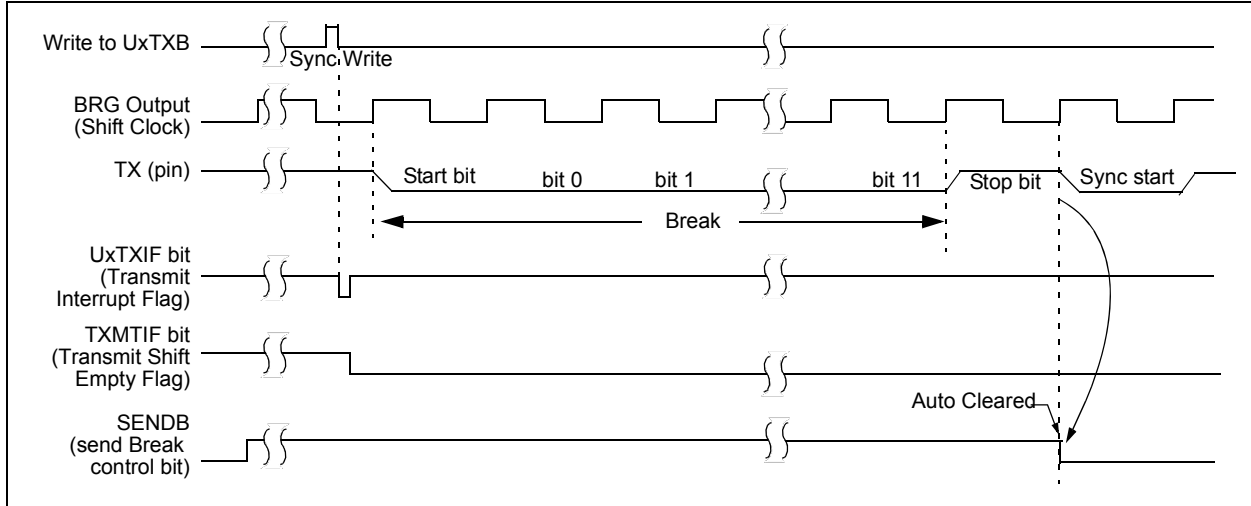 Write to UxTXB
Sync Write
BRG Output
(Shift Clock)
TX (pin)
Start bit
bit 0
bit 1
bit 11
Stop bit
Sync start
Break
UxTXIF bit
(Transmit
Interrupt Flag)
TXMTIF bit
(Transmit Shift
Empty Flag)
Auto Cleared
SENDB
(send Break
control bit)